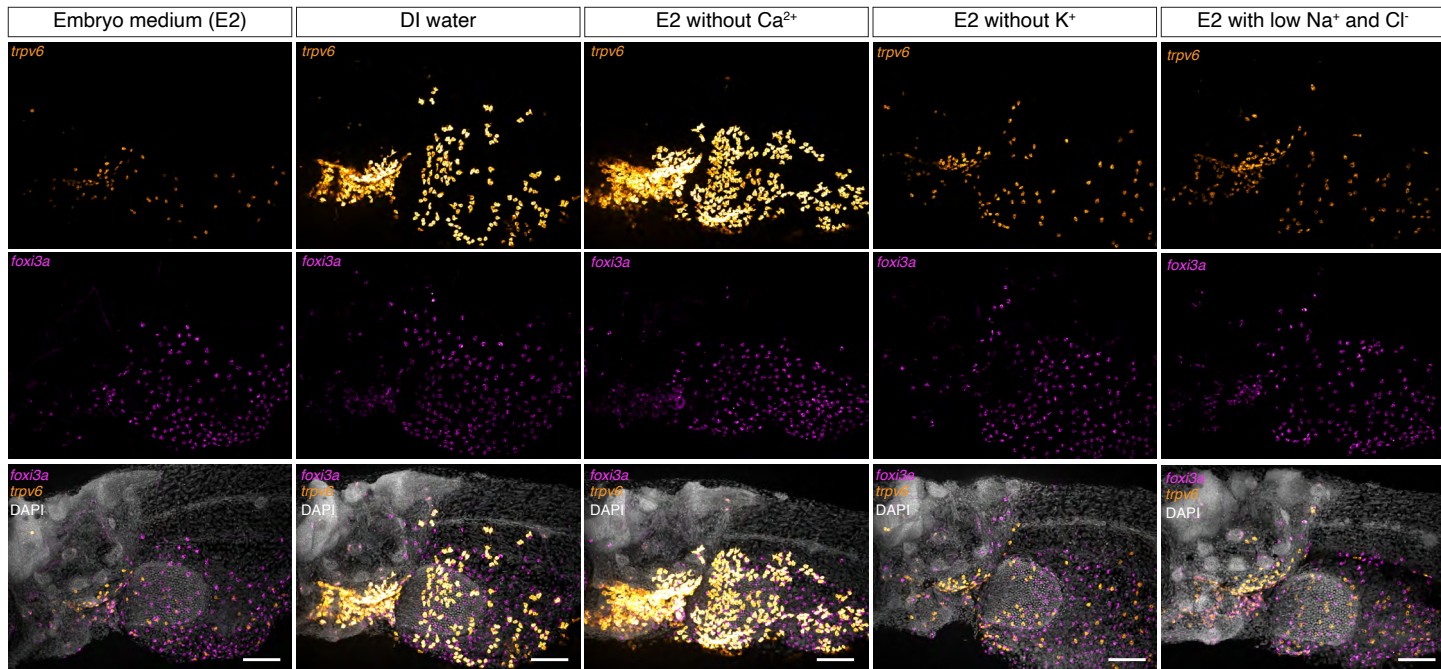 Embryo medium (E2)
DI water
E2 without Ca²⁺
E2 without K⁺
E2 with low Na⁺ and Cl⁻
trpv6
trpv6
trpv6
trpv6
trpv6
foxi3a
foxi3a
foxi3a
foxi3a
foxi3a
foxi3a
trpv6
DAPI
foxi3a
trpv6
DAPI
foxi3a
trpv6
DAPI
foxi3a
trpv6
DAPI
foxi3a
trpv6
DAPI